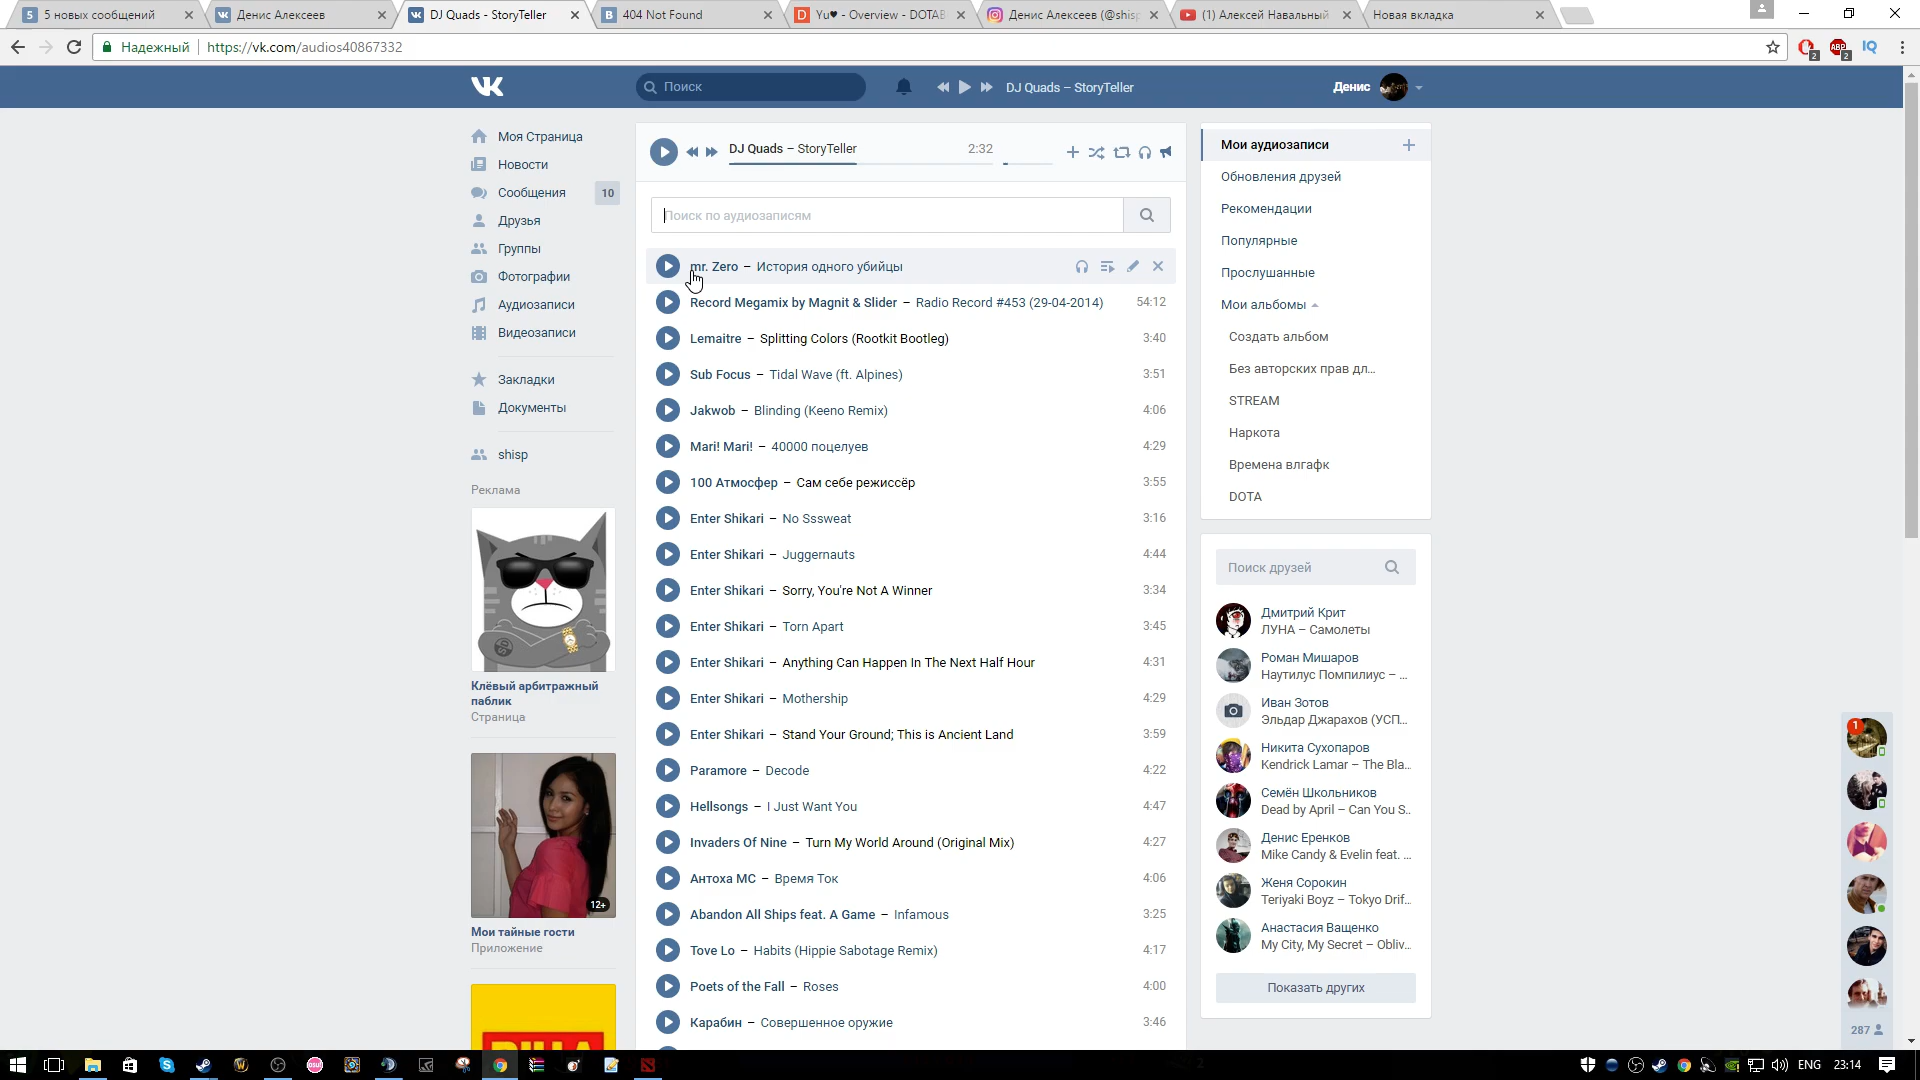 5 новых сообщений
Денис Алексеев
DJ Quads - StoryTeller
404 Not Found
Yu♥ - Overview - DOTAB
Денис Алексеев (@shisp
(1) Алексей Навальный
Новая вкладка
Надежный
https://vk.com/audios40867332
2
2
Поиск
DJ Quads – StoryTeller
Денис
Моя Страница
Новости
Сообщения
10
Друзья
Группы
Фотографии
Аудиозаписи
Видеозаписи
Закладки
Документы
shisp
Реклама
Клёвый арбитражный
паблик
Страница
12+
Мои тайные гости
Приложение
DJ Quads – StoryTeller
2:32
Поиск по аудиозаписям
mr. Zero – История одного убийцы
Record Megamix by Magnit & Slider – Radio Record #453 (29-04-2014) 54:12
Lemaitre – Splitting Colors (Rootkit Bootleg) 3:40
Sub Focus – Tidal Wave (ft. Alpines) 3:51
Jakwob – Blinding (Keeno Remix) 4:06
Mari! Mari! – 40000 поцелуев 4:29
100 Атмосфер – Сам себе режиссёр 3:55
Enter Shikari – No Sssweat 3:16
Enter Shikari – Juggernauts 4:44
Enter Shikari – Sorry, You're Not A Winner 3:34
Enter Shikari – Torn Apart 3:45
Enter Shikari – Anything Can Happen In The Next Half Hour 4:31
Enter Shikari – Mothership 4:29
Enter Shikari – Stand Your Ground; This is Ancient Land 3:59
Paramore – Decode 4:22
Hellsongs – I Just Want You 4:47
Invaders Of Nine – Turn My World Around (Original Mix) 4:27
Антоха МС – Время Ток 4:06
Abandon All Ships feat. A Game – Infamous 3:25
Tove Lo – Habits (Hippie Sabotage Remix) 4:17
Poets of the Fall – Roses 4:00
Карабин – Совершенное оружие 3:46
Мои аудиозаписи
Обновления друзей
Рекомендации
Популярные
Прослушанные
Мои альбомы
Создать альбом
Без авторских прав дл...
STREAM
Наркота
Времена влгафк
DOTA
Поиск друзей
Дмитрий Крит
ЛУНА – Самолеты
Роман Мишаров
Наутилус Помпилиус – ...
Иван Зотов
Эльдар Джарахов (УСП...
Никита Сухопаров
Kendrick Lamar – The Bla...
Семён Школьников
Dead by April – Can You S...
Денис Еренков
Mike Candy & Evelin feat. ...
Женя Сорокин
Teriyaki Boyz – Tokyo Drif...
Анастасия Ващенко
My City, My Secret – Obliv...
Показать других
1
287
ENG
23:14